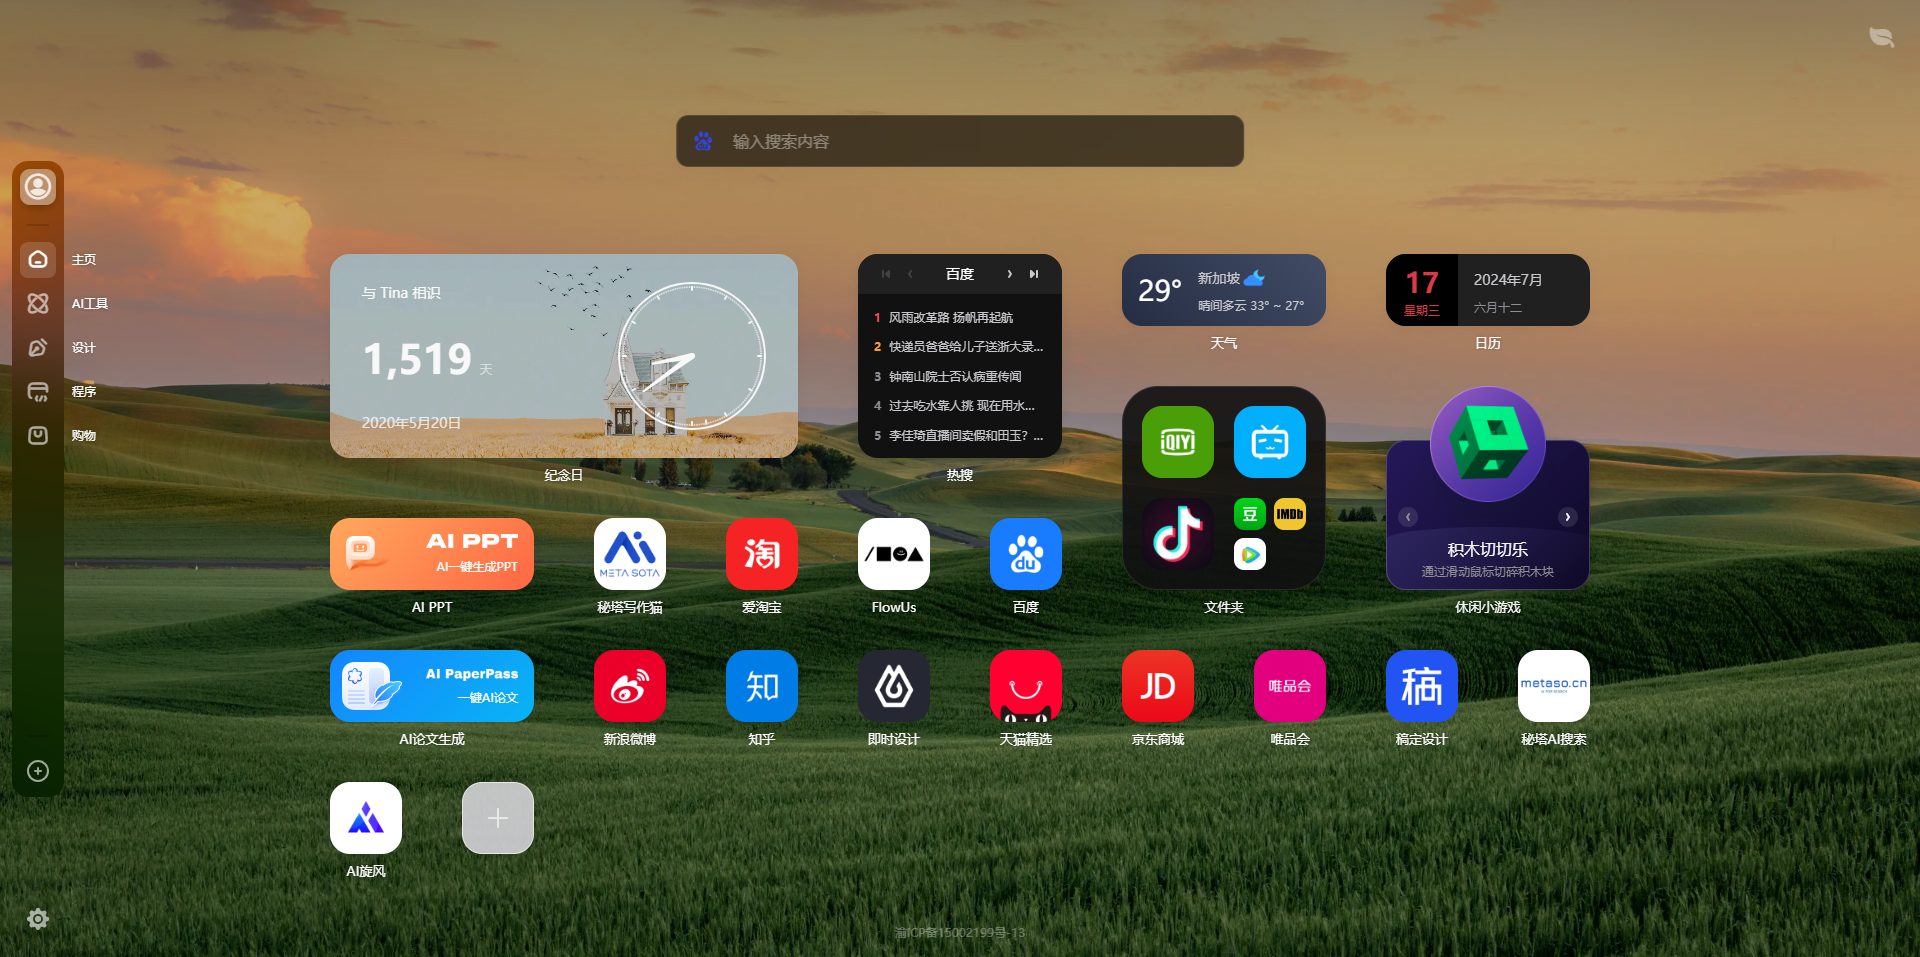 输入搜索内容
主页
AI工具
设计
程序
购物
与 Tina 相识
1,519 天
2020年5月20日
纪念日
百度
1 风雨改革路 扬帆再起航
2 快递员爸爸给儿子送浙大录...
3 钟南山院士否认病重传闻
4 过去吃水靠人挑 现在用水...
5 李佳琦直播间卖假和田玉？...
热搜
29°
新加坡
晴间多云 33° ~ 27°
天气
17
星期三
2024年7月
六月十二
日历
iQIYI
豆
IMDb
文件夹
积木切切乐
通过滑动鼠标切碎积木块
休闲小游戏
AI PPT
AI一键生成PPT
AI PPT
META SOTA
秘塔写作猫
淘
爱淘宝
FlowUs
du
百度
AI PaperPass
一键AI论文
AI论文生成
新浪微博
知
知乎
即时设计
天猫精选
JD
京东商城
唯品会
唯品会
稿
稿定设计
metaso.cn
秘塔AI搜索
AI旋风
渝ICP备15002199号-13